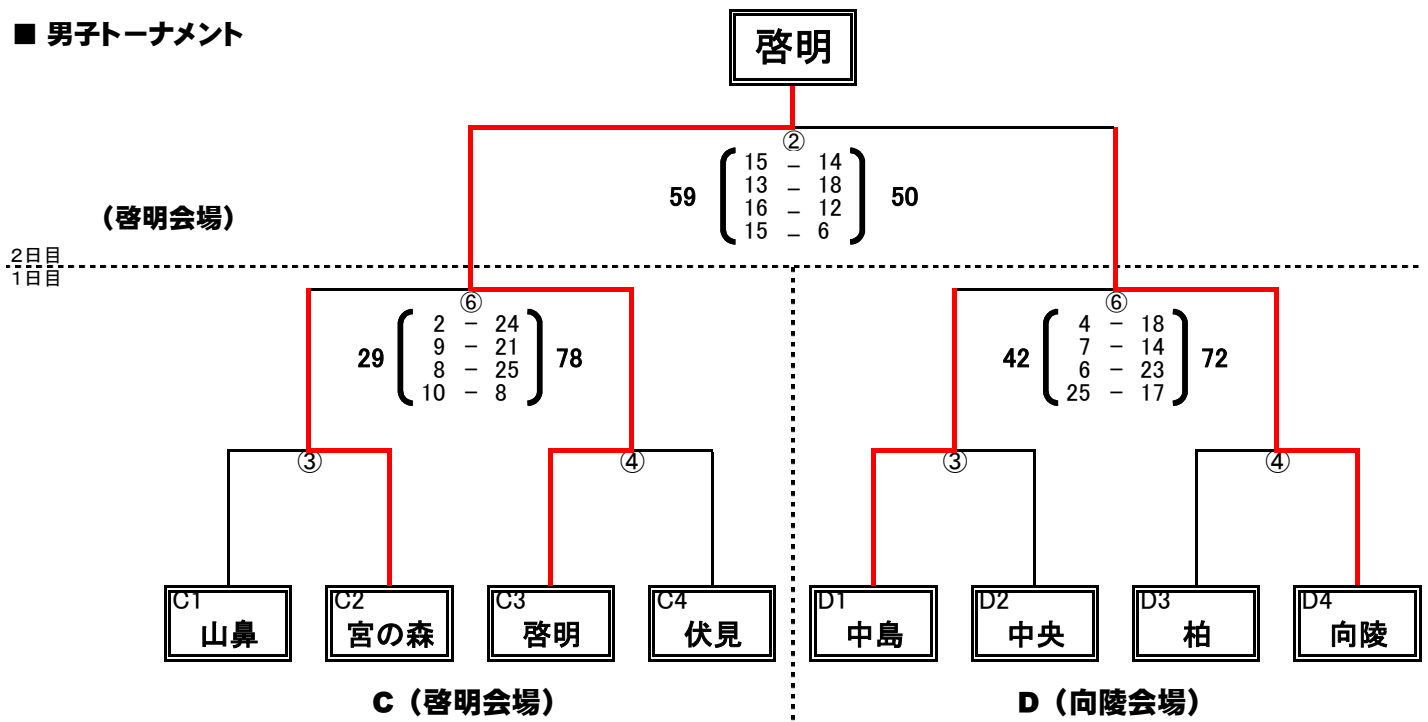 ■ 男子トーナメント
啓明
②
59 15 – 14 50
13 – 18
16 – 12
15 – 6
（啓明会場）
2日目
1日目
⑥ ⑥
29 2 – 24 78
9 – 21
8 – 25
10 – 8
42 4 – 18 72
7 – 14
6 – 23
25 – 17
③ ④ ③ ④
C1 C2 C3 C4 D1 D2 D3 D4
山鼻 宮の森 啓明 伏見 中島 中央 柏 向陵
C（啓明会場） D（向陵会場）